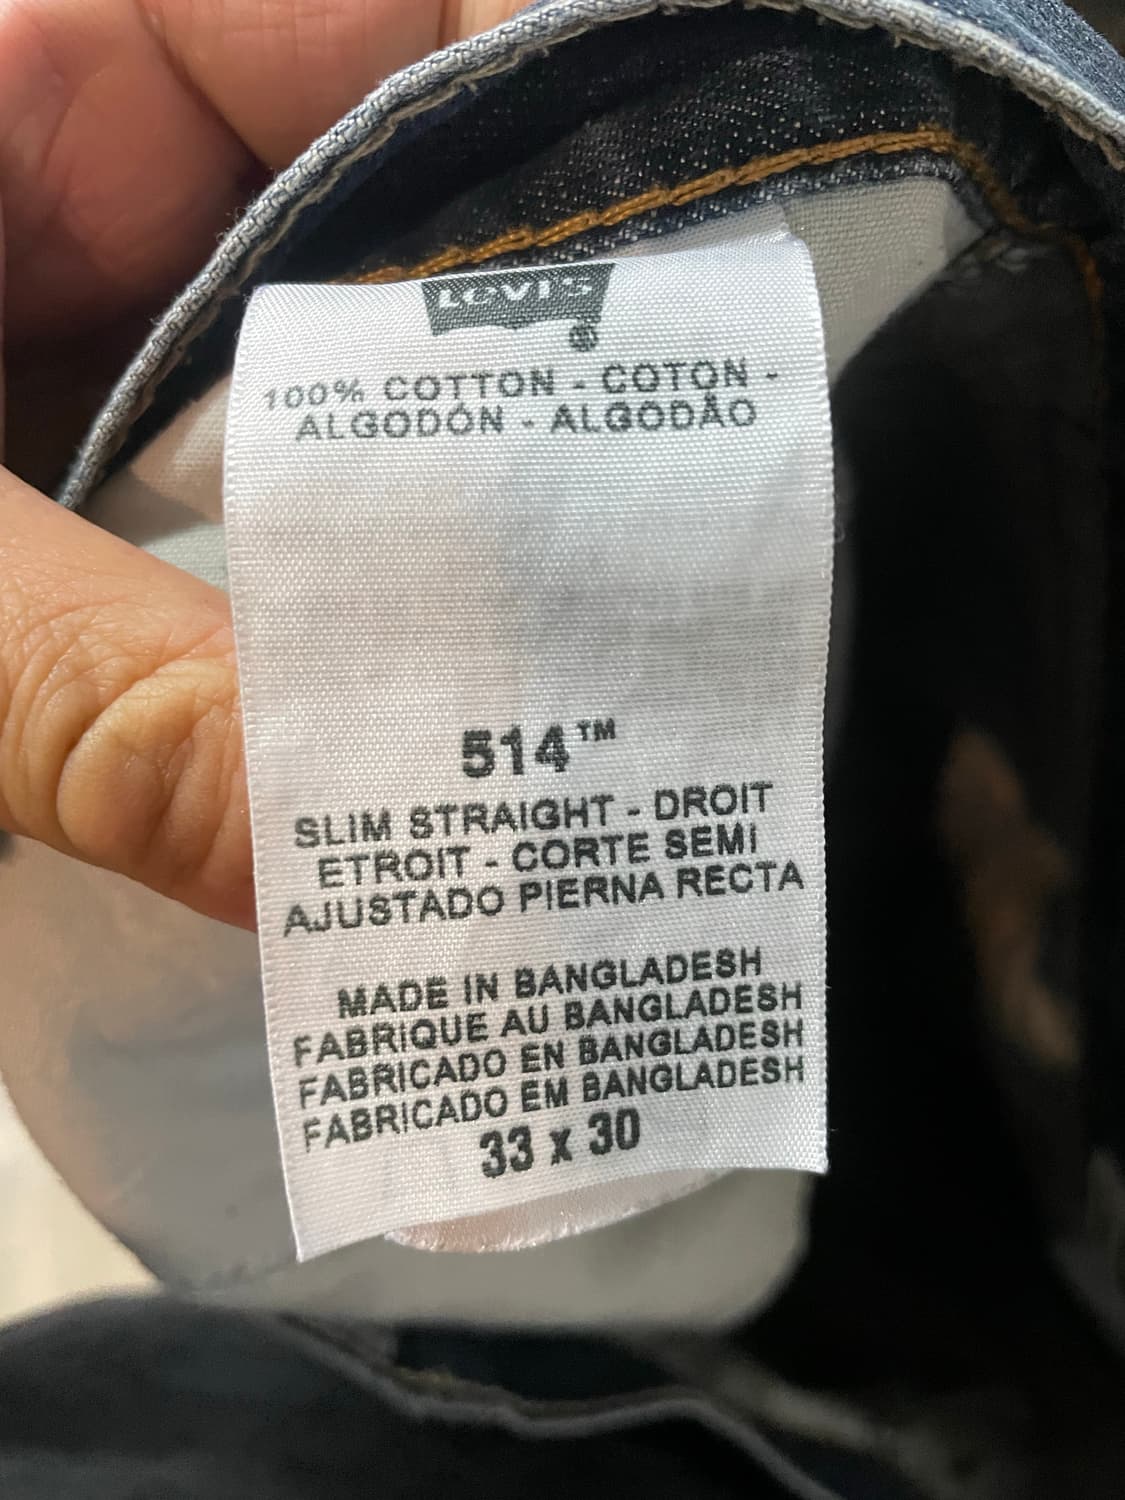 LEVI'S
®
100% COTTON - COTON -
ALGODÓN - ALGODÃO
514™
SLIM STRAIGHT - DROIT
ETROIT - CORTE SEMI
AJUSTADO PIERNA RECTA
MADE IN BANGLADESH
FABRIQUE AU BANGLADESH
FABRICADO EN BANGLADESH
FABRICADO EM BANGLADESH
33 x 30